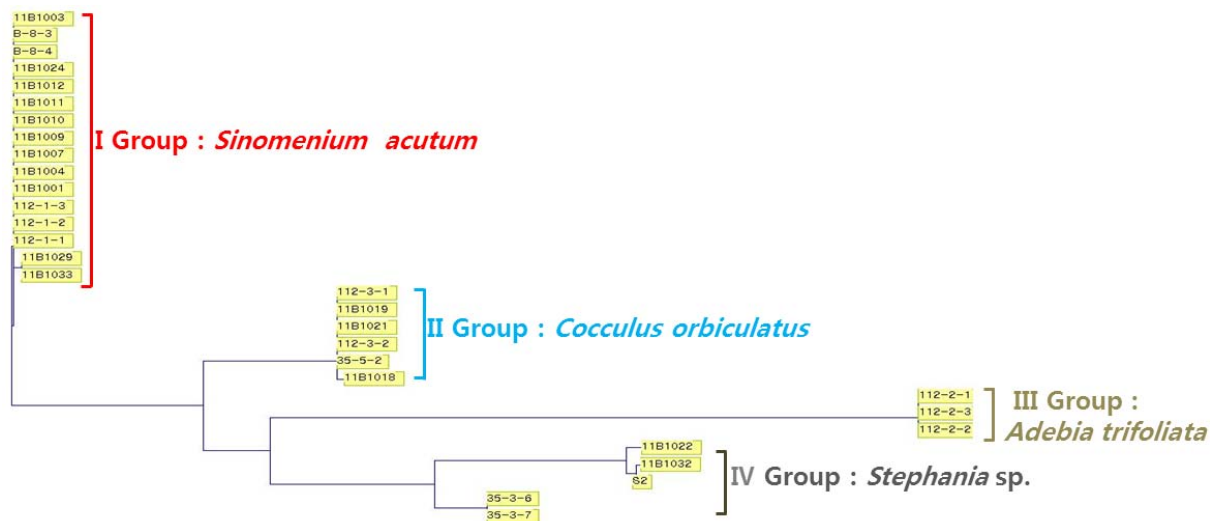 11B1003
B-8-3
B-8-4
11B1024
11B1012
11B1011
11B1010
11B1009
11B1007
11B1004
11B1001
112-1-3
112-1-2
112-1-1
11B1029
11B1033
I Group : Sinomenium acutum
112-3-1
11B1019
11B1021
112-3-2
35-5-2
11B1018
II Group : Cocculus orbiculatus
112-2-1
112-2-3
112-2-2
III Group :
Adebia trifoliata
11B1022
11B1032
S2
35-3-6
35-3-7
IV Group : Stephania sp.